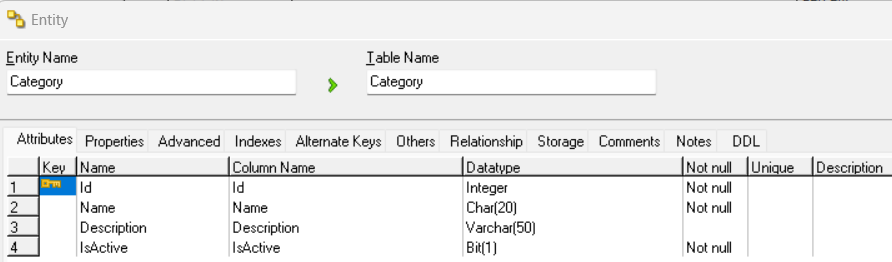 Entity
Entity Name
Table Name
Category
Category
Attributes Properties Advanced Indexes Alternate Keys Others Relationship Storage Comments Notes DDL
Key Name Column Name Datatype Not null Unique Description
1 Id Id Integer Not null
2 Name Name Char(20) Not null
3 Description Description Varchar(50)
4 IsActive IsActive Bit(1) Not null